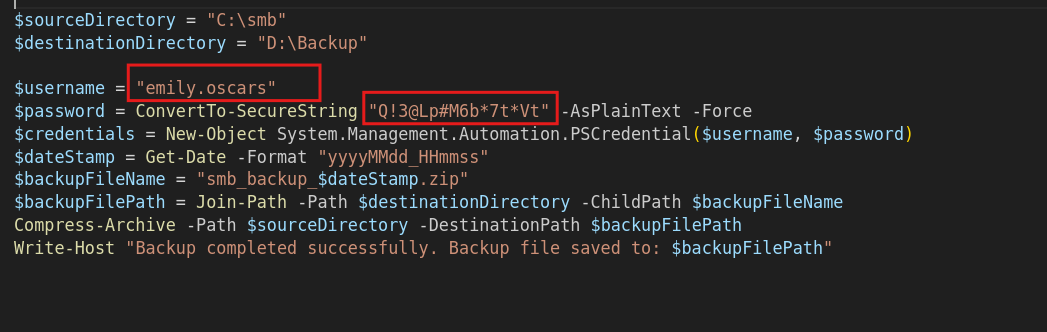 $sourceDirectory = "C:\smb"
$destinationDirectory = "D:\Backup"
$username = "emily.oscars"
$password = ConvertTo-SecureString "Q!3@Lp#M6b*7t*Vt" -AsPlainText -Force
$credentials = New-Object System.Management.Automation.PSCredential($username, $password)
$dateStamp = Get-Date -Format "yyyyMMdd_HHmmss"
$backupFileName = "smb_backup_$dateStamp.zip"
$backupFilePath = Join-Path -Path $destinationDirectory -ChildPath $backupFileName
Compress-Archive -Path $sourceDirectory -DestinationPath $backupFilePath
Write-Host "Backup completed successfully. Backup file saved to: $backupFilePath"